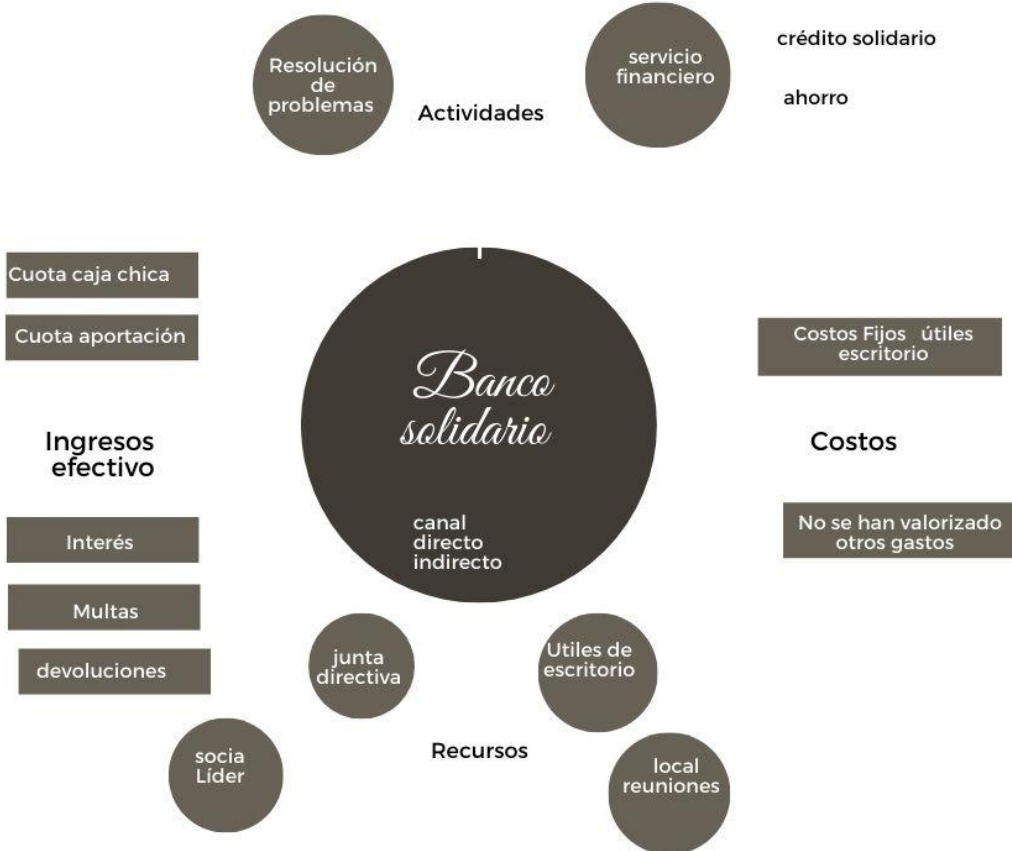 Resolución
de
problemas
Actividades
servicio
financiero
crédito solidario
ahorro
Cuota caja chica
Cuota aportación
Ingresos
efectivo
Interés
Multas
devoluciones
Banco
solidario
canal
directo
indirecto
Costos Fijos útiles
escritorio
Costos
No se han valorizado
otros gastos
junta
directiva
Utiles de
escritorio
socia
Líder
Recursos
local
reuniones